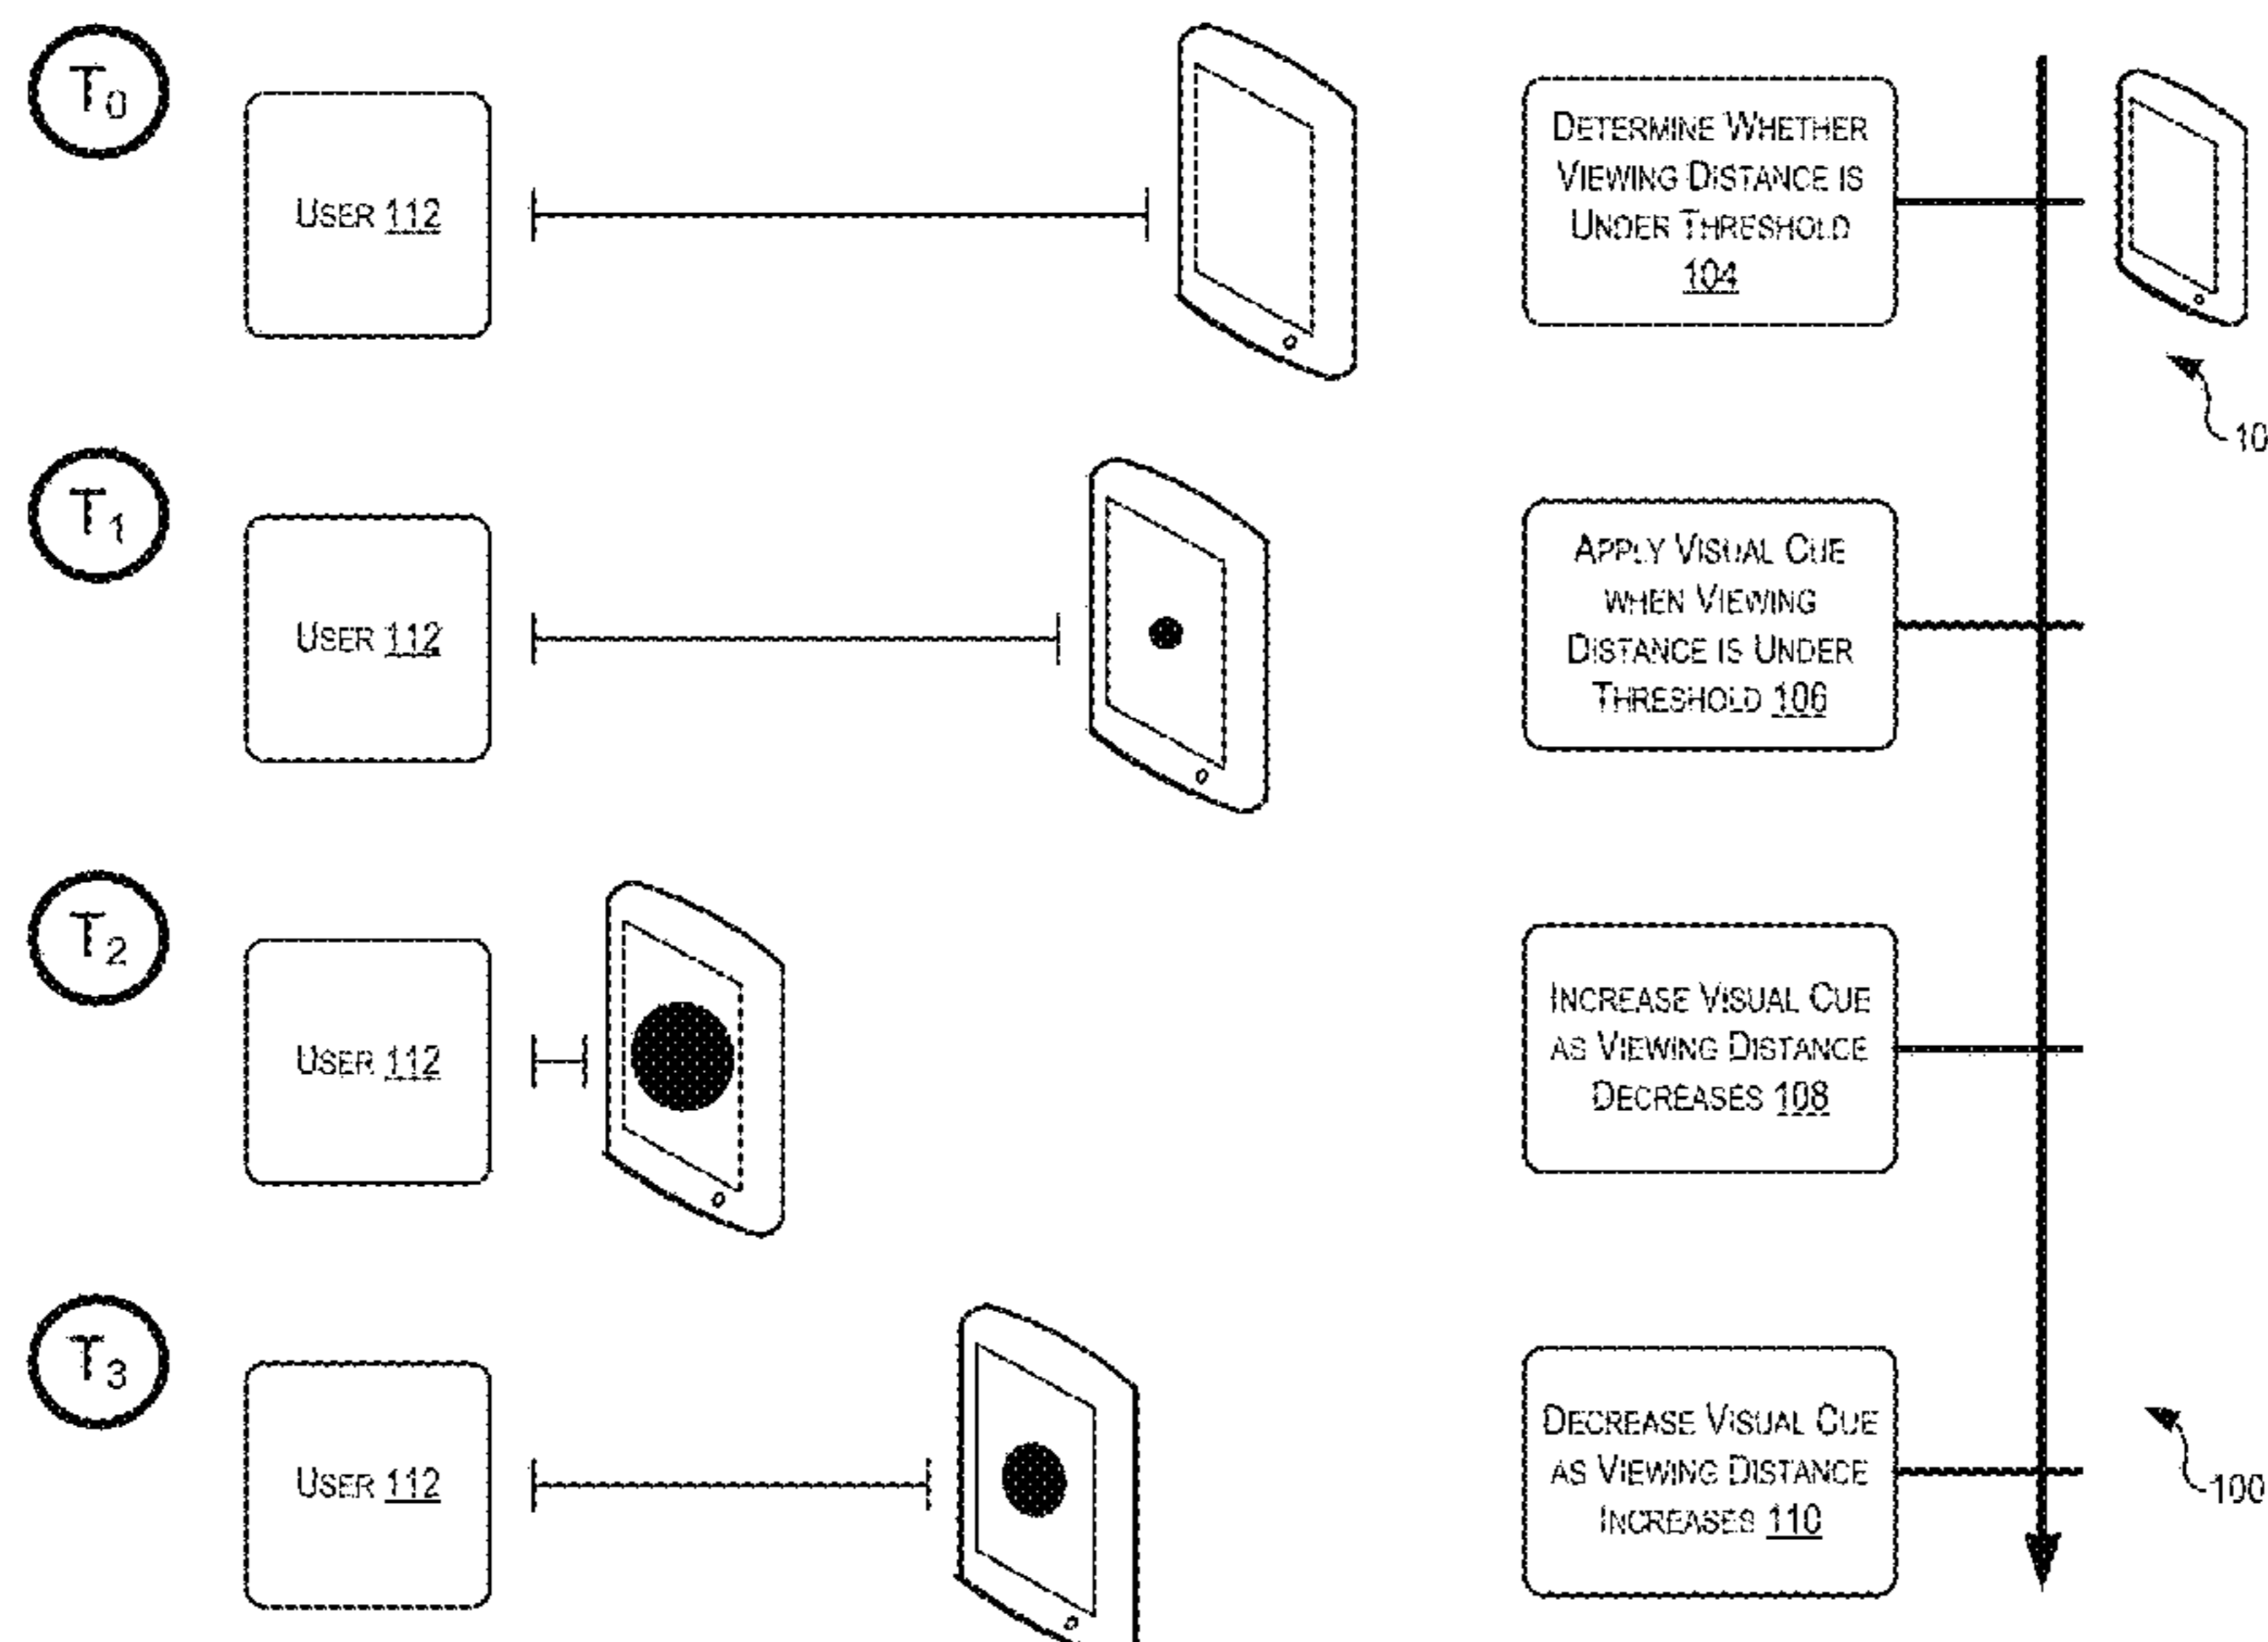 T0
USER 112
DETERMINE WHETHER
VIEWING DISTANCE IS
UNDER THRESHOLD
104
10
T1
USER 112
APPLY VISUAL CUE
WHEN VIEWING
DISTANCE IS UNDER
THRESHOLD 106
T2
USER 112
INCREASE VISUAL CUE
AS VIEWING DISTANCE
DECREASES 108
T3
USER 112
DECREASE VISUAL CUE
AS VIEWING DISTANCE
INCREASES 110
100